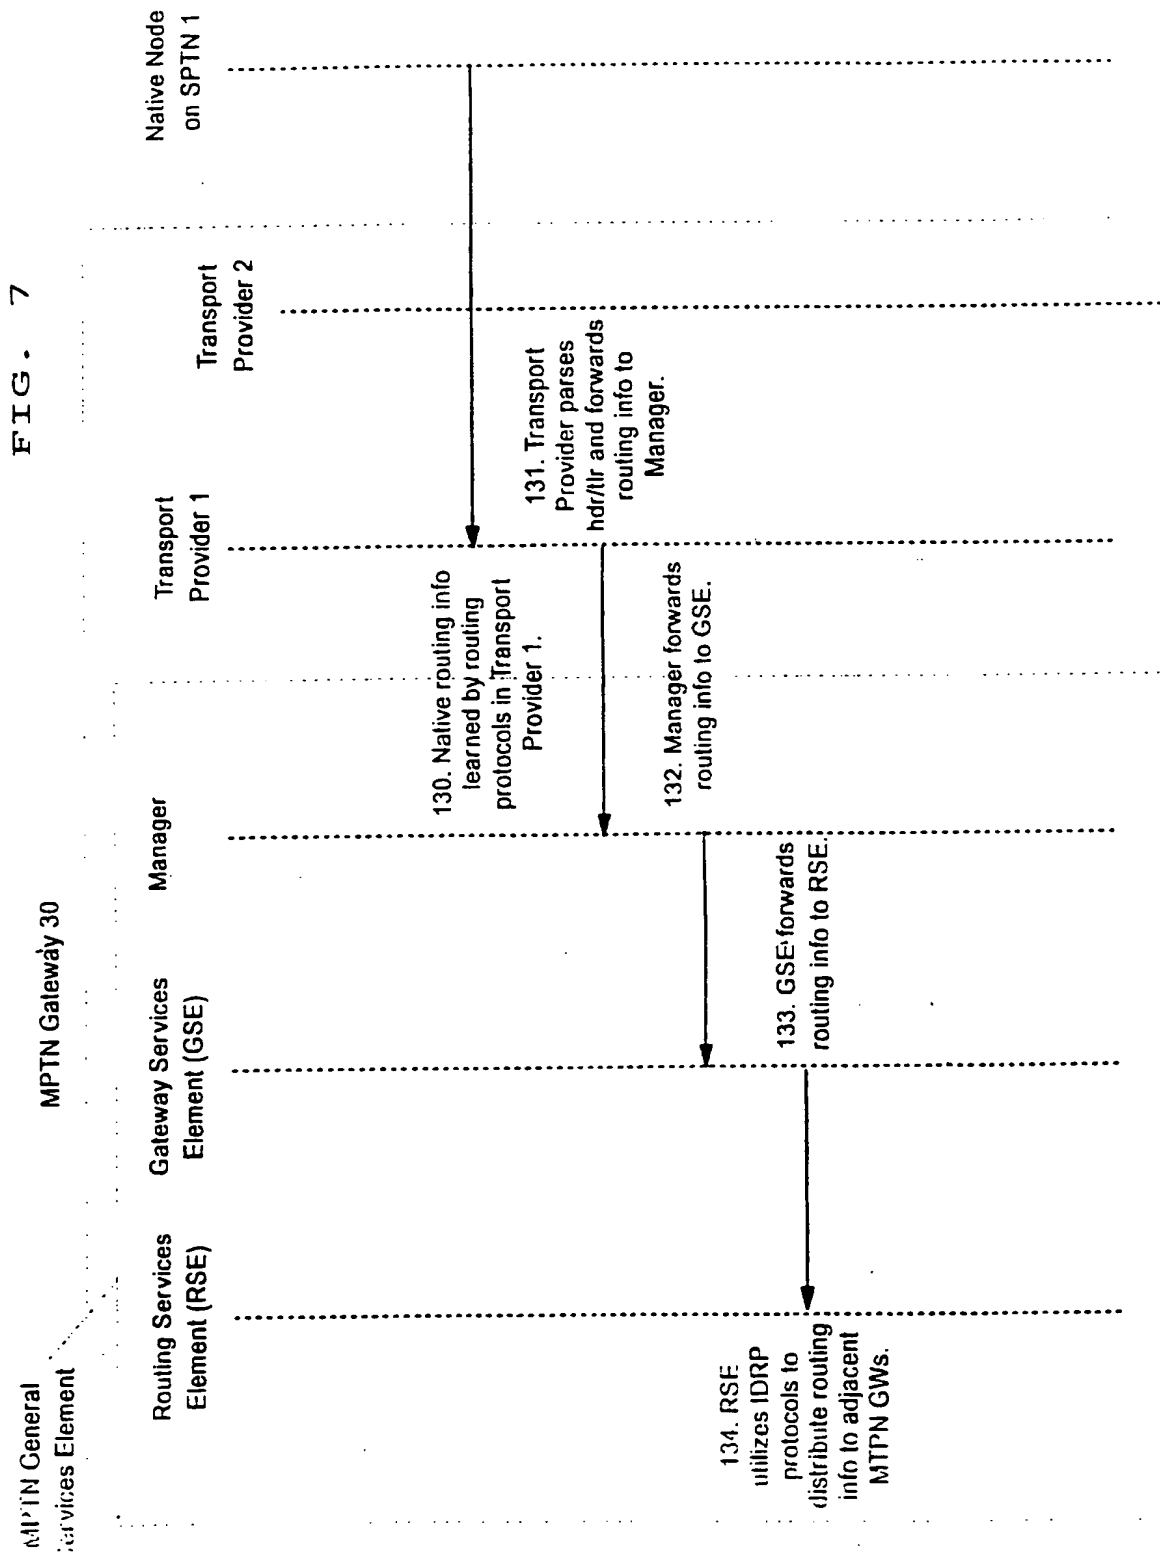 FIG. 7
MPTN General
Services Element
MPTN Gateway 30
Routing Services
Element (RSE)
Gateway Services
Element (GSE)
Manager
Transport
Provider 1
Transport
Provider 2
Native Node
on SPTN 1
130. Native routing info
learned by routing
protocols in Transport
Provider 1.
131. Transport
Provider parses
hdr/tlr and forwards
routing info to
Manager.
132. Manager forwards
routing info to GSE.
133. GSE forwards
routing info to RSE.
134. RSE
utilizes IDRP
protocols to
distribute routing
info to adjacent
MTPN GWs.